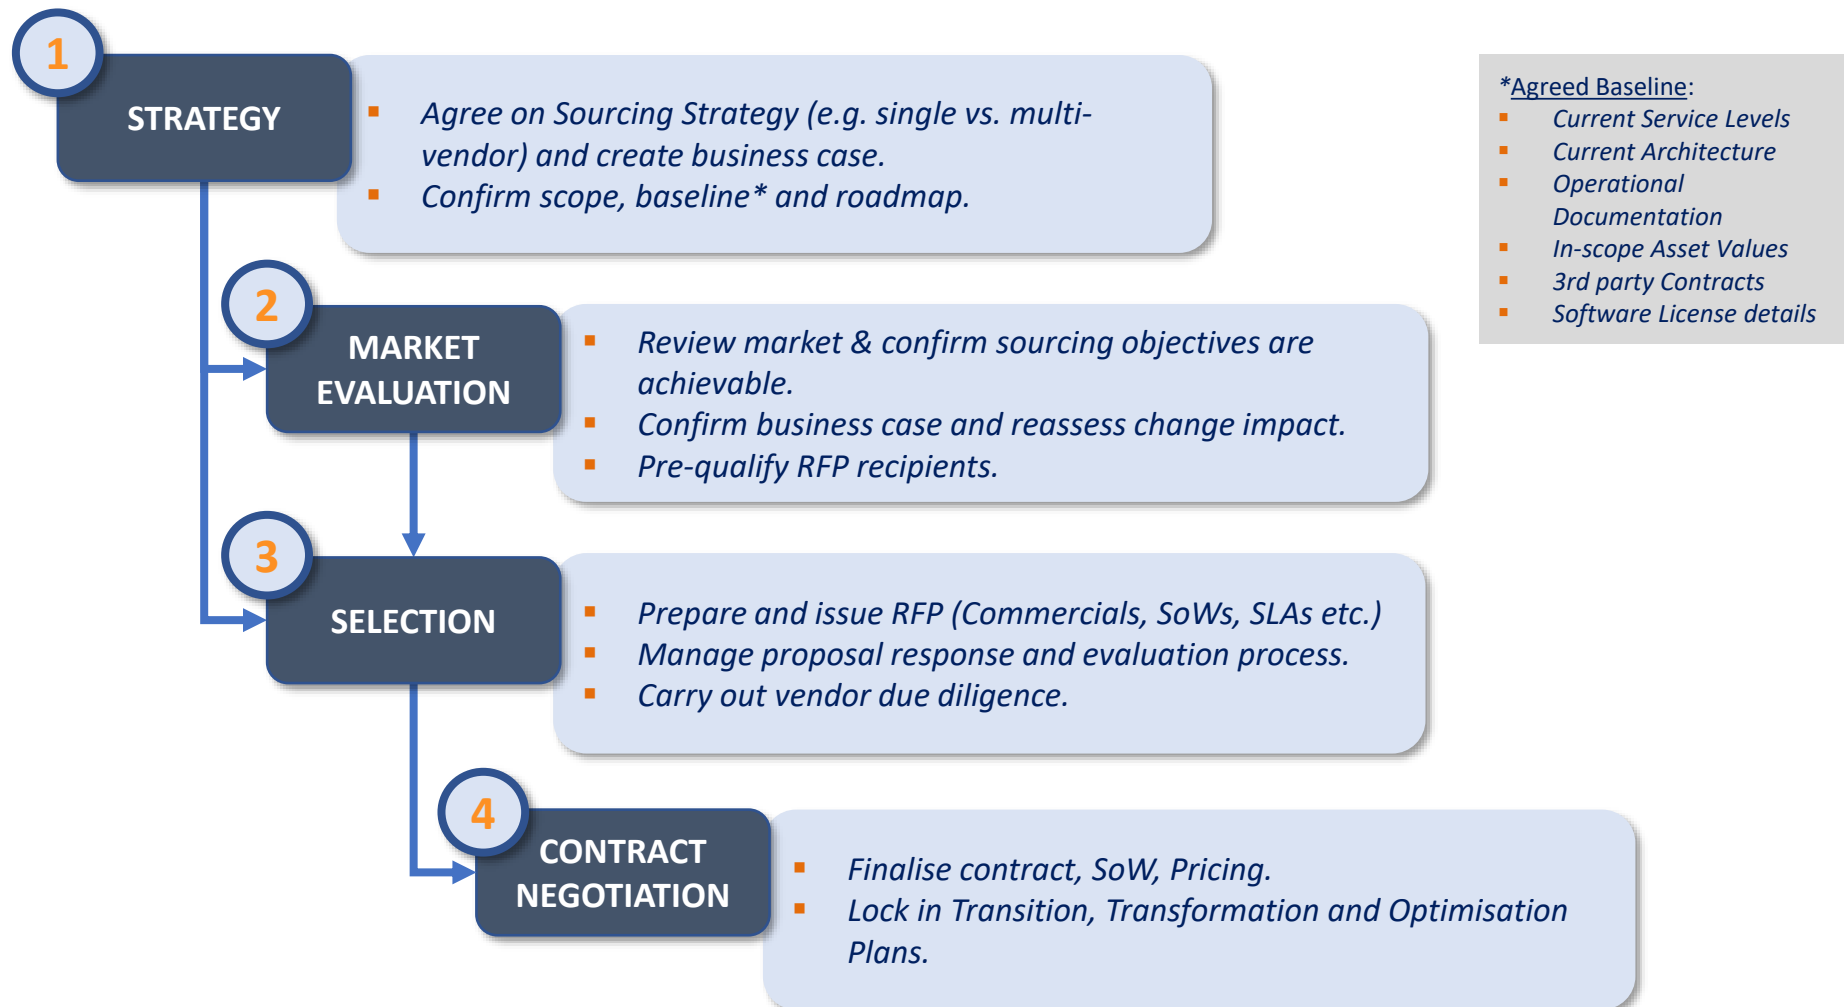 1
STRATEGY
▪ Agree on Sourcing Strategy (e.g. single vs. multi-
vendor) and create business case.
▪ Confirm scope, baseline* and roadmap.
*Agreed Baseline:
▪ Current Service Levels
▪ Current Architecture
▪ Operational
Documentation
▪ In-scope Asset Values
▪ 3rd party Contracts
▪ Software License details
2
MARKET
EVALUATION
▪ Review market & confirm sourcing objectives are
achievable.
▪ Confirm business case and reassess change impact.
▪ Pre-qualify RFP recipients.
3
SELECTION
▪ Prepare and issue RFP (Commercials, SoWs, SLAs etc.)
▪ Manage proposal response and evaluation process.
▪ Carry out vendor due diligence.
4
CONTRACT
NEGOTIATION
▪ Finalise contract, SoW, Pricing.
▪ Lock in Transition, Transformation and Optimisation
Plans.